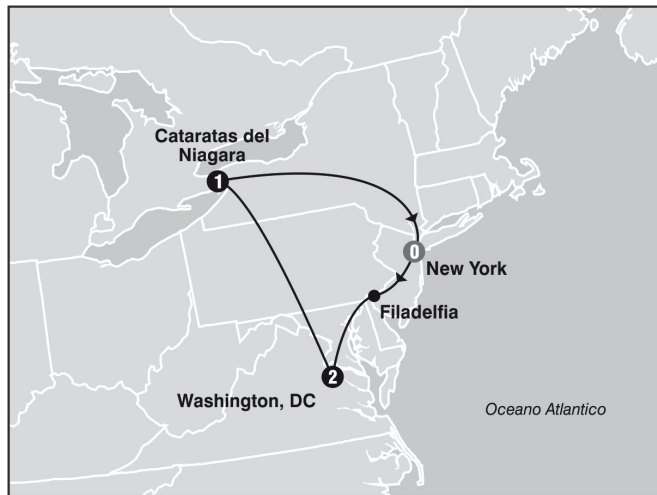 Cataratas del
Niagara
1
0
New York
Filadelfia
2
Washington, DC
Oceano Atlantico